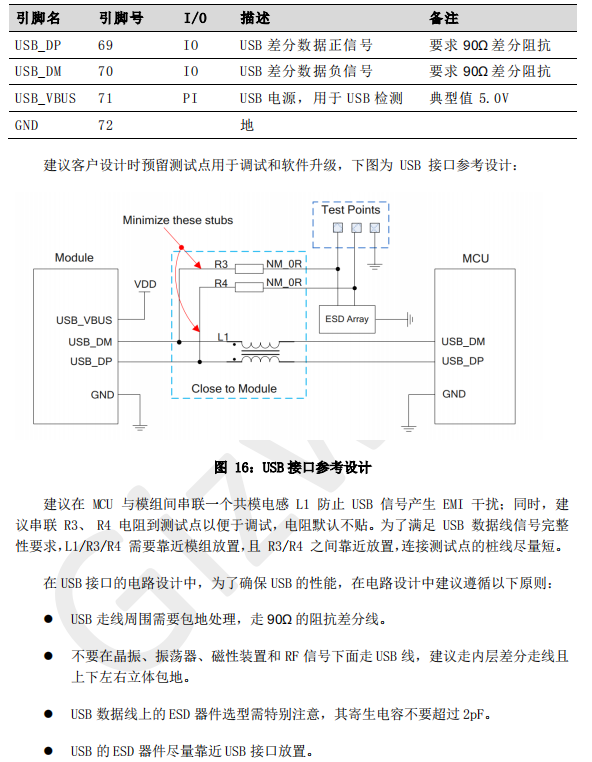 引脚名 引脚号 I/O 描述 备注
USB_DP 69 IO USB 差分数据正信号 要求 90Ω 差分阻抗
USB_DM 70 IO USB 差分数据负信号 要求 90Ω 差分阻抗
USB_VBUS 71 PI USB 电源，用于 USB 检测 典型值 5.0V
GND 72 地
建议客户设计时预留测试点用于调试和软件升级，下图为 USB 接口参考设计：
Test Points
Minimize these stubs
Module
R3 NM_0R
MCU
VDD
R4 NM_0R
USB_VBUS
ESD Array
USB_DM
L1
USB_DM
USB_DP
USB_DP
Close to Module
GND
GND
图 16：USB 接口参考设计
建议在 MCU 与模组间串联一个共模电感 L1 防止 USB 信号产生 EMI 干扰；同时，建
议串联 R3、 R4 电阻到测试点以便于调试，电阻默认不贴。为了满足 USB 数据线信号完整
性要求，L1/R3/R4 需要靠近模组放置，且 R3/R4 之间靠近放置，连接测试点的桩线尽量短。
在 USB 接口的电路设计中，为了确保 USB 的性能，在电路设计中建议遵循以下原则：
● USB 走线周围需要包地处理，走 90Ω 的阻抗差分线。
● 不要在晶振、振荡器、磁性装置和 RF 信号下面走 USB 线，建议走内层差分走线且
上下左右立体包地。
● USB 数据线上的 ESD 器件选型需特别注意，其寄生电容不要超过 2pF。
● USB 的 ESD 器件尽量靠近 USB 接口放置。
Gizw